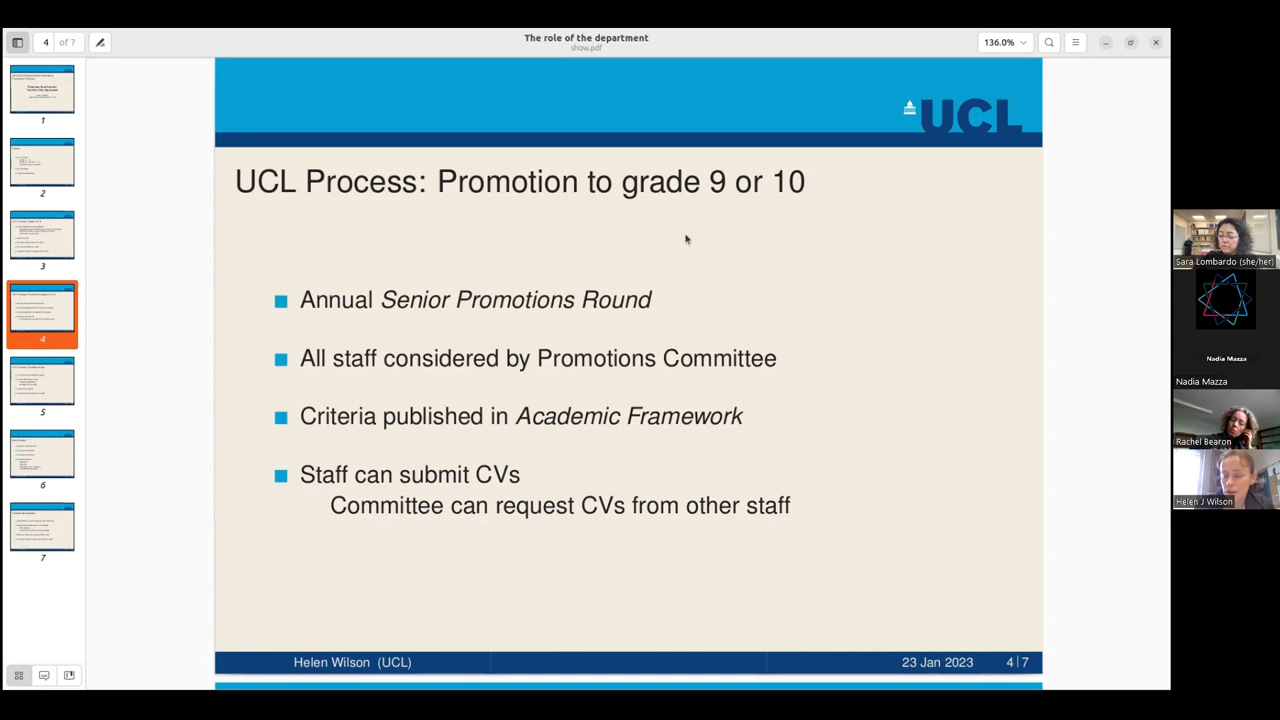 4 of 7
The role of the department
show.pdf
136.0%
UCL
UCL Process: Promotion to grade 9 or 10
Annual Senior Promotions Round
All staff considered by Promotions Committee
Criteria published in Academic Framework
Staff can submit CVs
Committee can request CVs from other staff
Helen Wilson (UCL)
23 Jan 2023
4|7
1
2
3
4
5
6
7
Sara Lombardo (she/her)
Nadia Mazza
Nadia Mazza
Rachel Bearon
Helen J Wilson